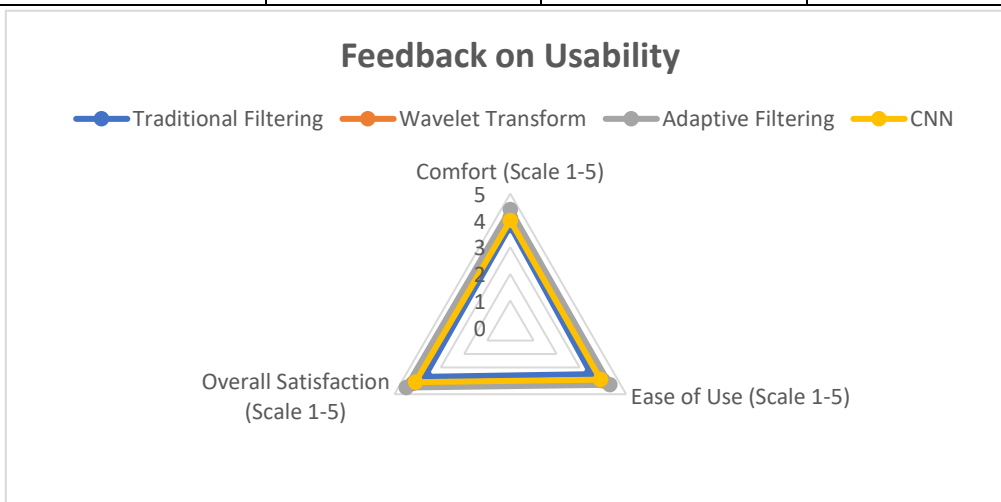 Feedback on Usability
Traditional Filtering Wavelet Transform Adaptive Filtering CNN
Comfort (Scale 1-5)
5
4
3
2
1
0
Overall Satisfaction
(Scale 1-5)
Ease of Use (Scale 1-5)